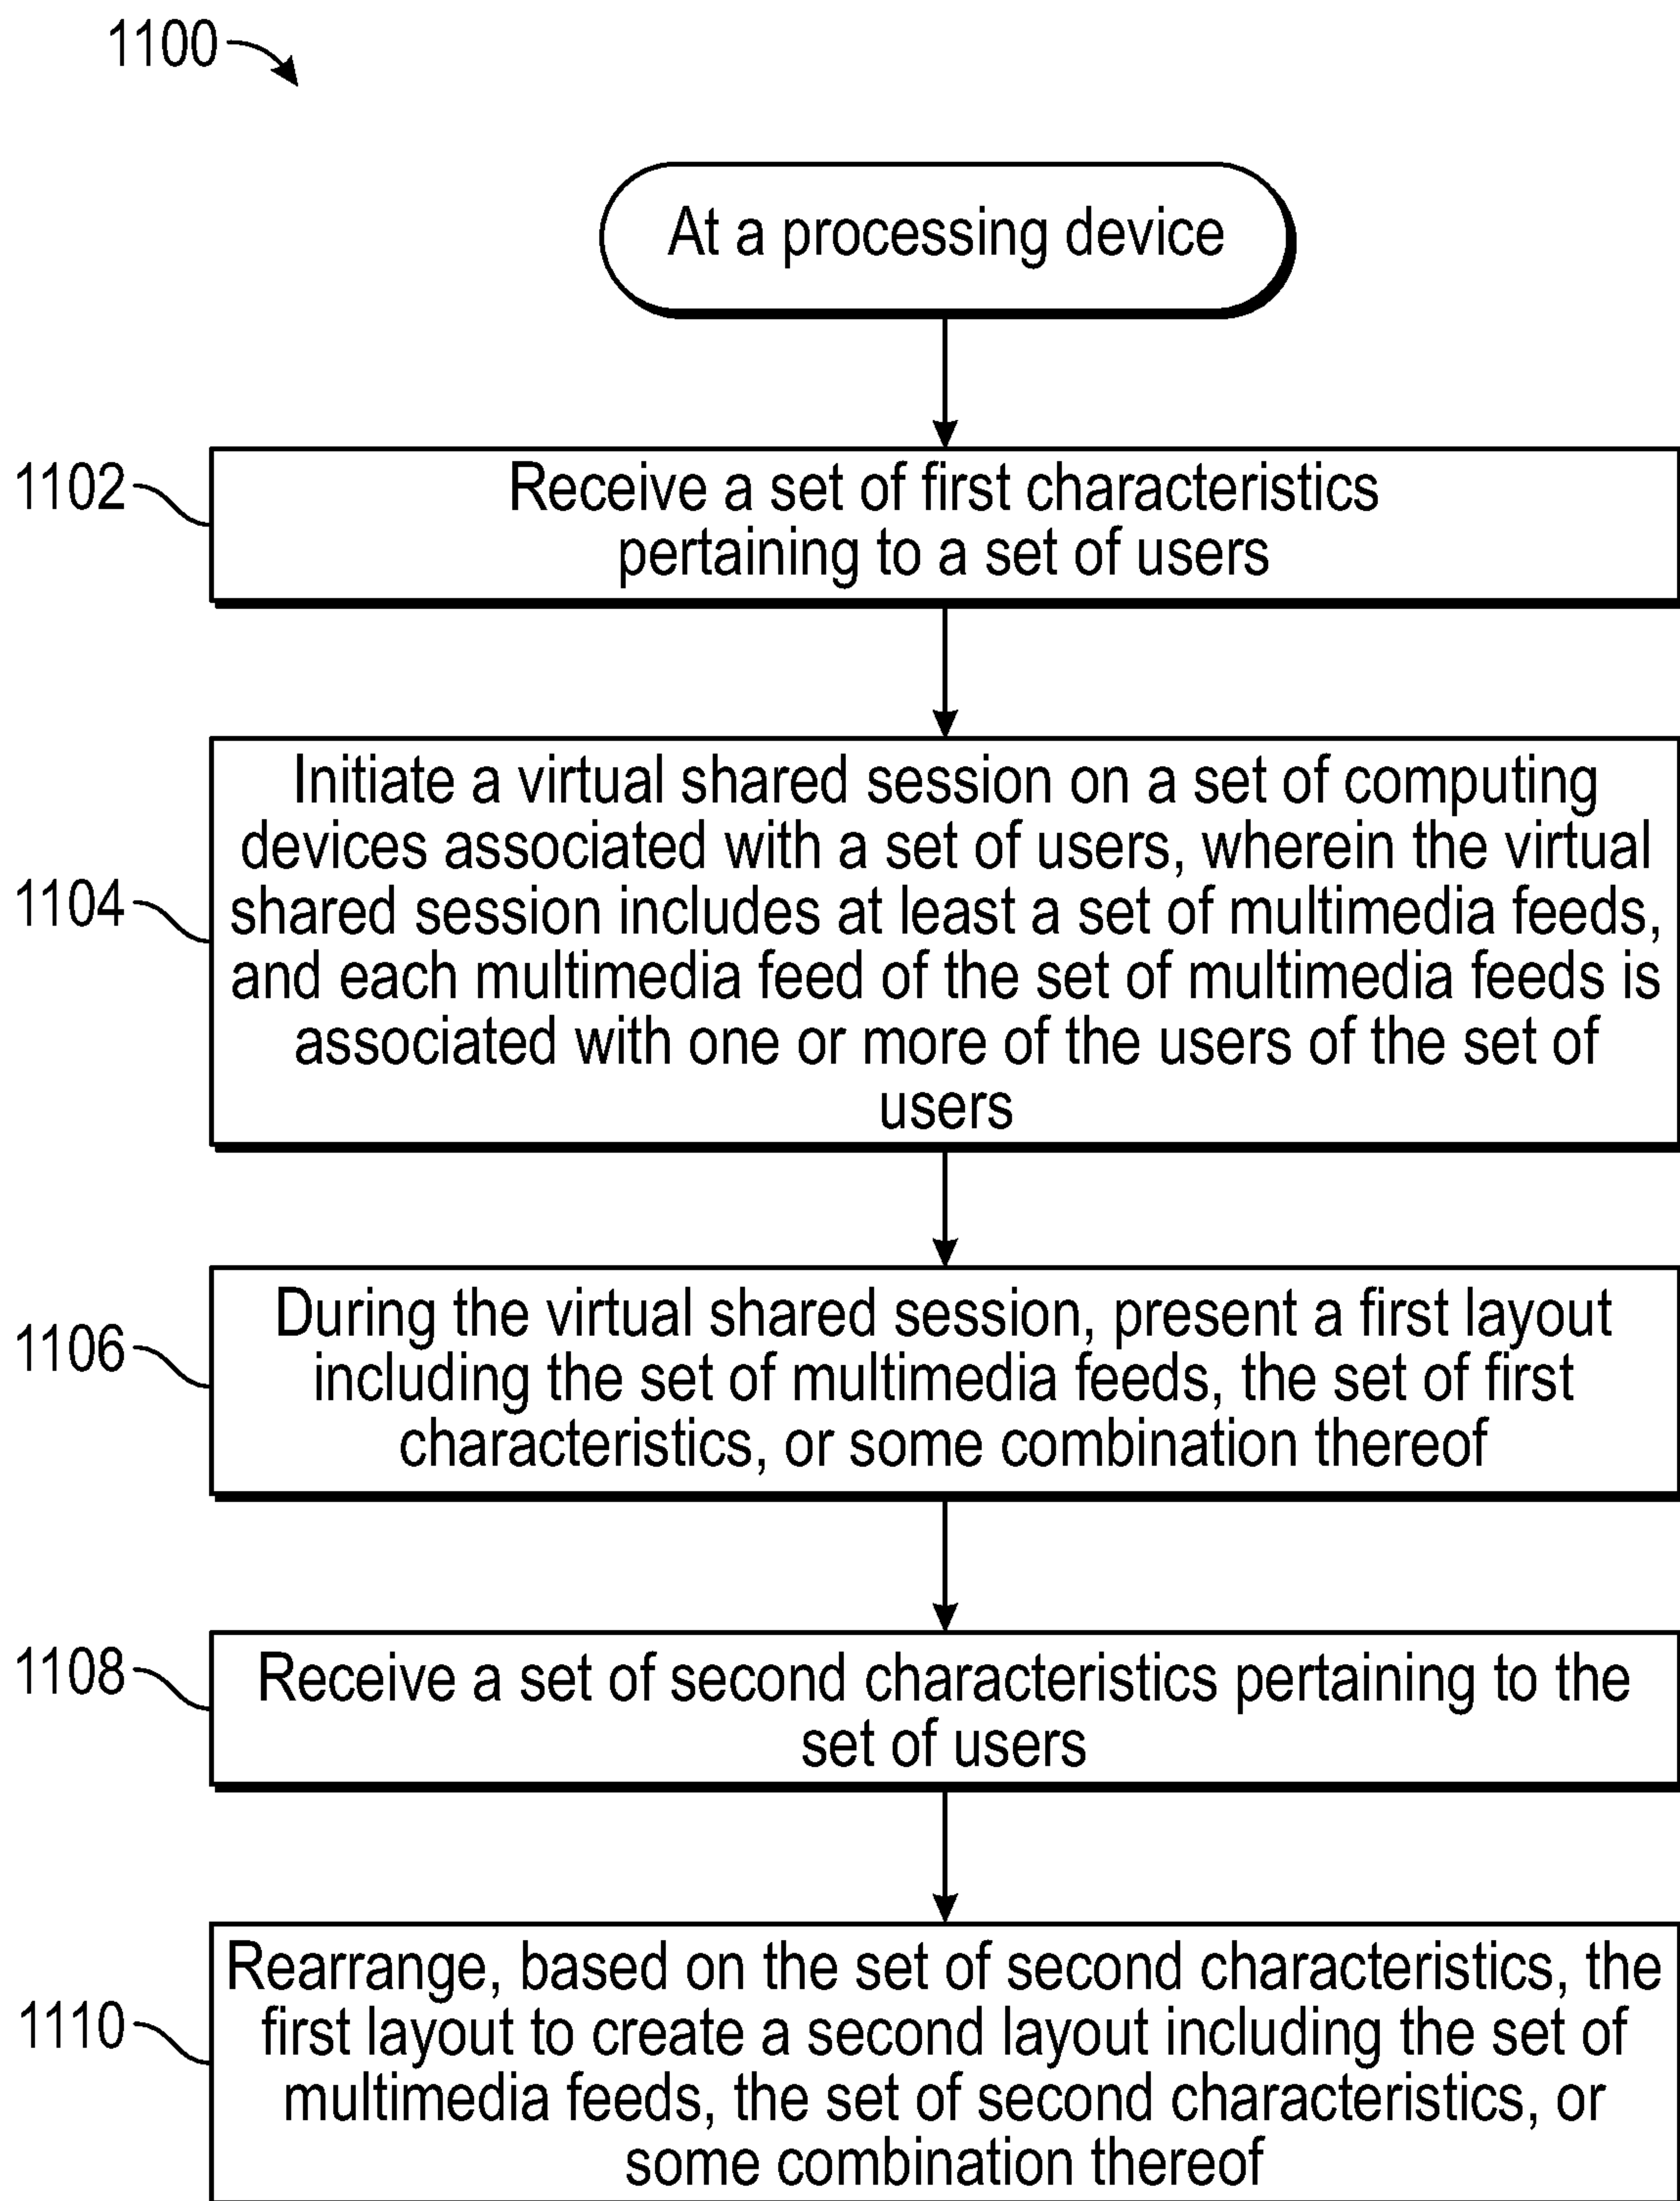 1100
At a processing device
1102
Receive a set of first characteristics
pertaining to a set of users
1104
Initiate a virtual shared session on a set of computing
devices associated with a set of users, wherein the virtual
shared session includes at least a set of multimedia feeds,
and each multimedia feed of the set of multimedia feeds is
associated with one or more of the users of the set of
users
1106
During the virtual shared session, present a first layout
including the set of multimedia feeds, the set of first
characteristics, or some combination thereof
1108
Receive a set of second characteristics pertaining to the
set of users
1110
Rearrange, based on the set of second characteristics, the
first layout to create a second layout including the set of
multimedia feeds, the set of second characteristics, or
some combination thereof